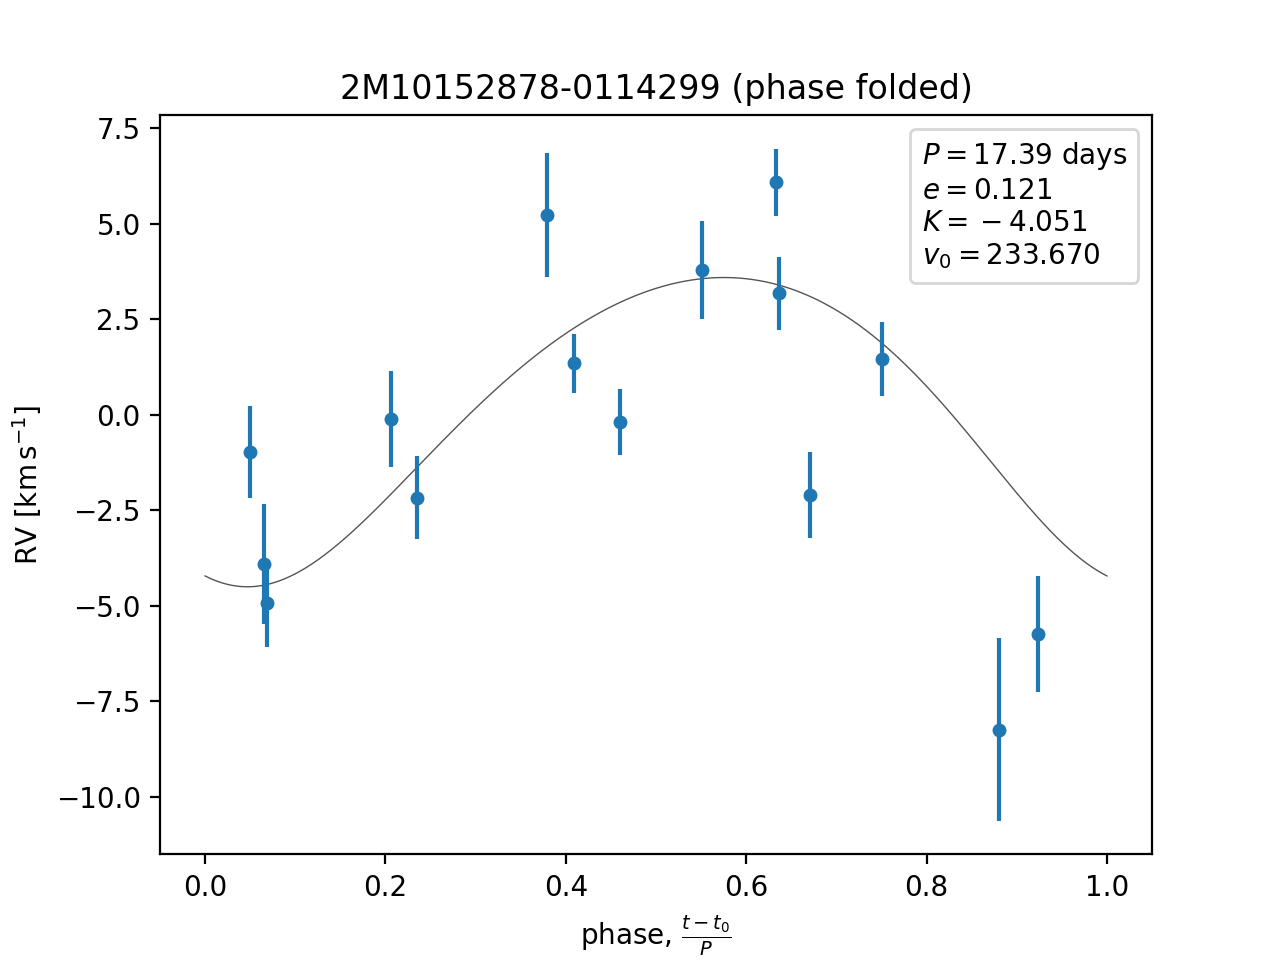 2M10152878-0114299 (phase folded)
P = 17.39 days
e = 0.121
K = −4.051
v₀ = 233.670
7.5
5.0
2.5
0.0
−2.5
−5.0
−7.5
−10.0
RV [km s⁻¹]
0.0 0.2 0.4 0.6 0.8 1.0
phase, (t − t₀)/P